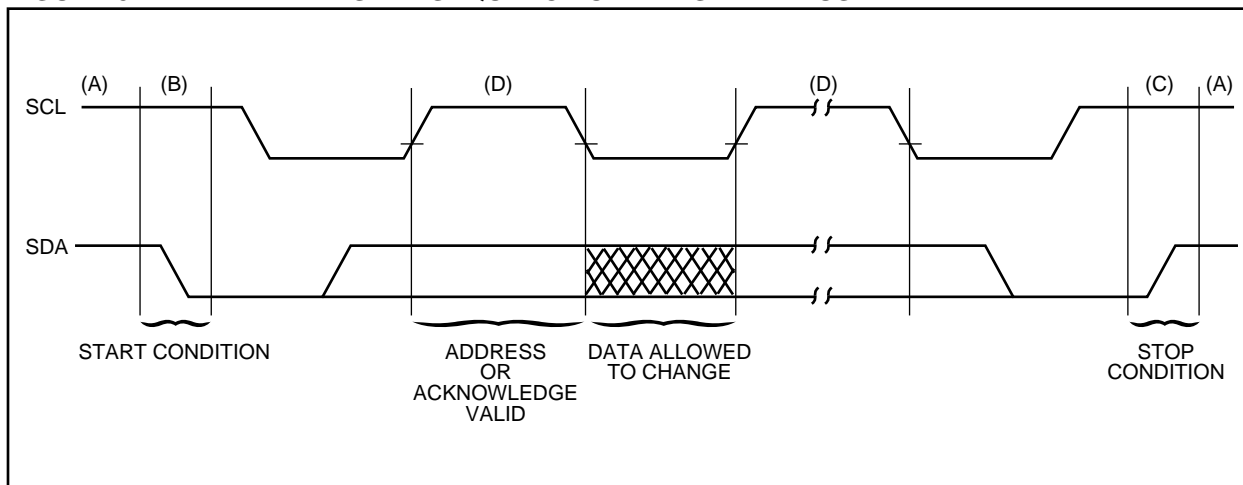 (A) (B) (D) (D) (C) (A)
SCL
SDA
START CONDITION
ADDRESS
OR
ACKNOWLEDGE
VALID
DATA ALLOWED
TO CHANGE
STOP
CONDITION